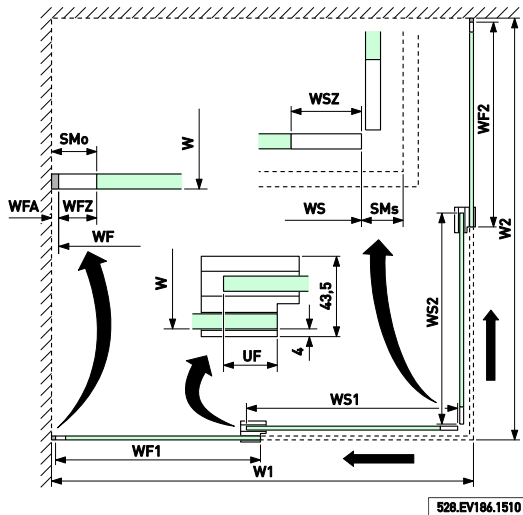 WSZ
SMo
W
WF2
W2
WFA
WFZ
WS
SMs
WF
W
43,5
WS2
UF
4
WS1
WF1
W1
528.EV186.1510